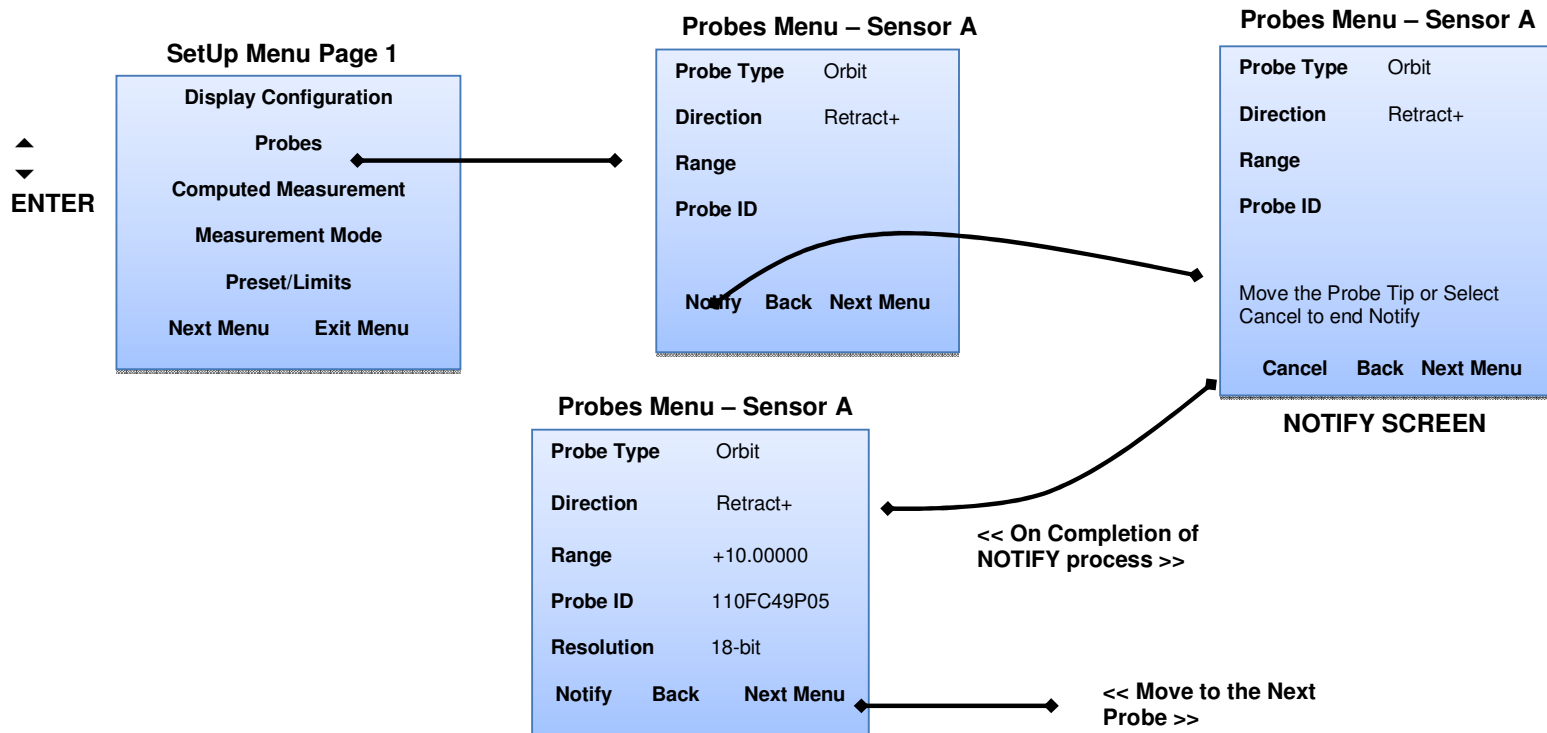 SetUp Menu Page 1
Display Configuration
Probes
Computed Measurement
Measurement Mode
Preset/Limits
Next Menu Exit Menu
ENTER
Probes Menu – Sensor A
Probe Type Orbit
Direction Retract+
Range
Probe ID
Notify Back Next Menu
Probes Menu – Sensor A
Probe Type Orbit
Direction Retract+
Range
Probe ID
Move the Probe Tip or Select
Cancel to end Notify
Cancel Back Next Menu
NOTIFY SCREEN
Probes Menu – Sensor A
Probe Type Orbit
Direction Retract+
Range +10.00000
Probe ID 110FC49P05
Resolution 18-bit
Notify Back Next Menu
<< On Completion of
NOTIFY process >>
<< Move to the Next
Probe >>